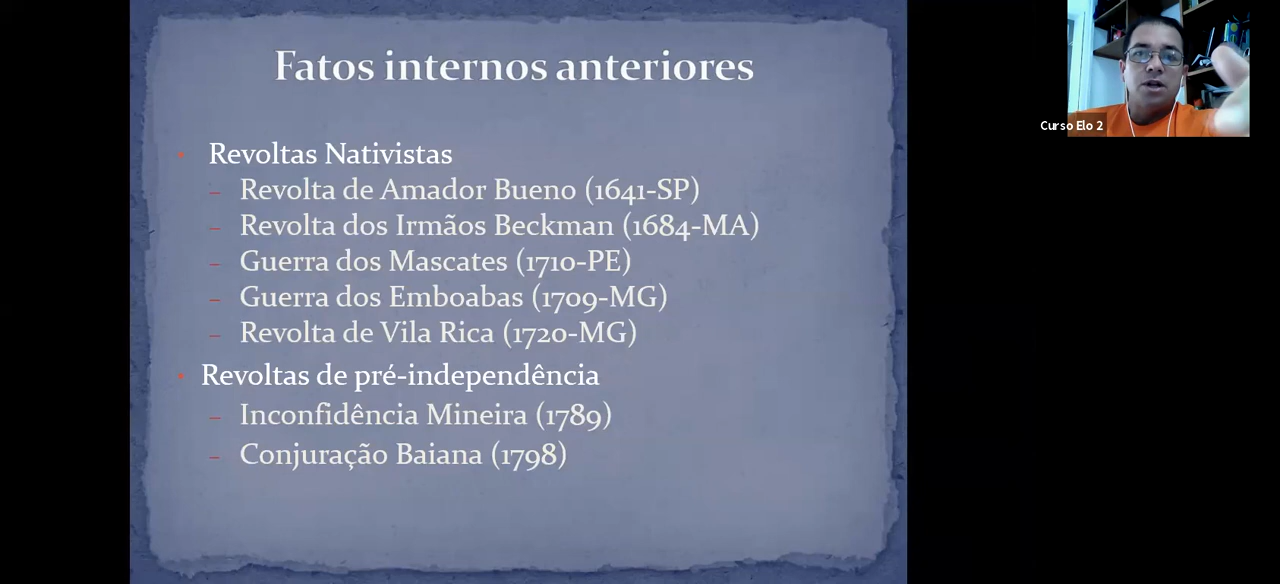 Fatos internos anteriores
Revoltas Nativistas
– Revolta de Amador Bueno (1641-SP)
– Revolta dos Irmãos Beckman (1684-MA)
– Guerra dos Mascates (1710-PE)
– Guerra dos Emboabas (1709-MG)
– Revolta de Vila Rica (1720-MG)
Revoltas de pré-independência
– Inconfidência Mineira (1789)
– Conjuração Baiana (1798)
Curso Elo 2